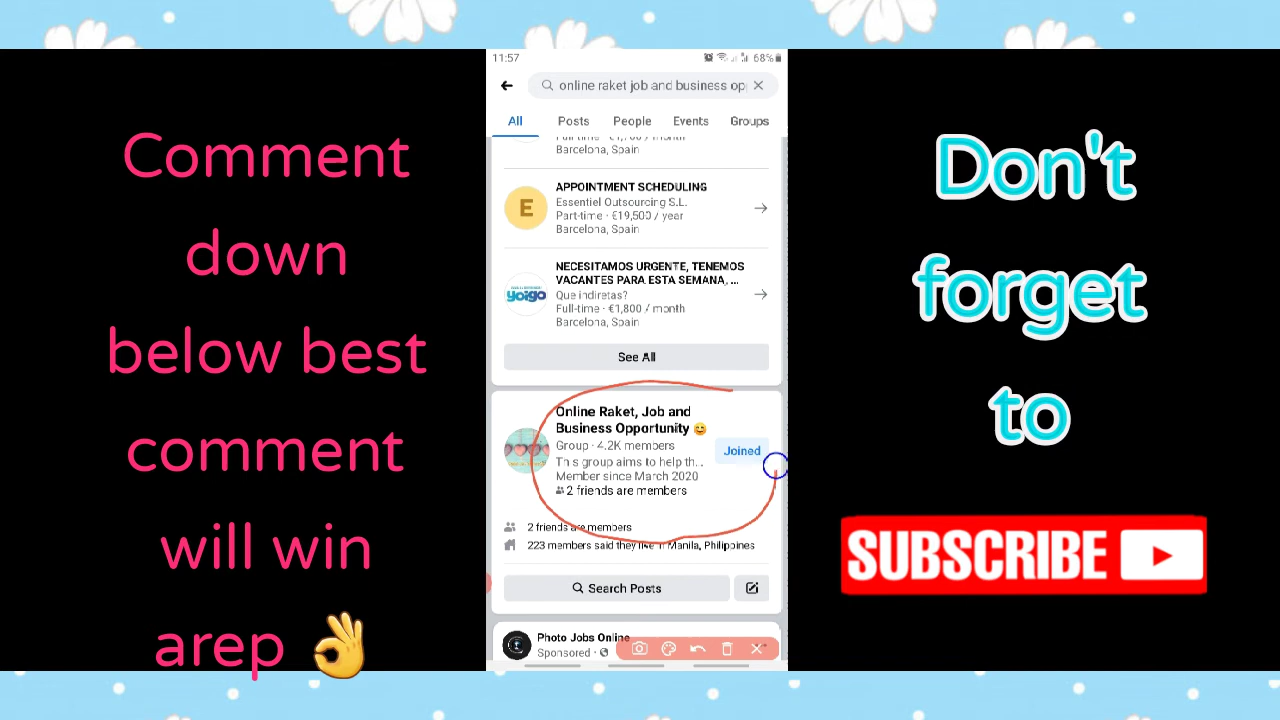 Comment
down
below best
comment
will win
arep 👌
11:57
68%
online raket job and business op
All Posts People Events Groups
Barcelona, Spain
E
APPOINTMENT SCHEDULING
Essentiel Outsourcing S.L.
Part-time · €19,500 / year
Barcelona, Spain
NECESITAMOS URGENTE, TENEMOS
VACANTES PARA ESTA SEMANA, ...
yoigo
Que indiretas?
Full-time · €1,800 / month
Barcelona, Spain
See All
Online Raket, Job and
Business Opportunity 😊
Group · 4.2K members
This group aims to help th...
Member since March 2020
2 friends are members
Joined
2 friends are members
223 members said they live in Manila, Philippines
Search Posts
Photo Jobs Online
Sponsored ·
Don't
forget
to
SUBSCRIBE